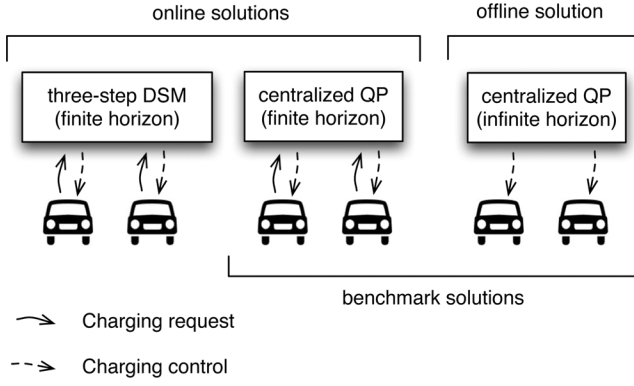 online solutions
offline solution
three-step DSM
(finite horizon)
centralized QP
(finite horizon)
centralized QP
(infinite horizon)
benchmark solutions
Charging request
Charging control